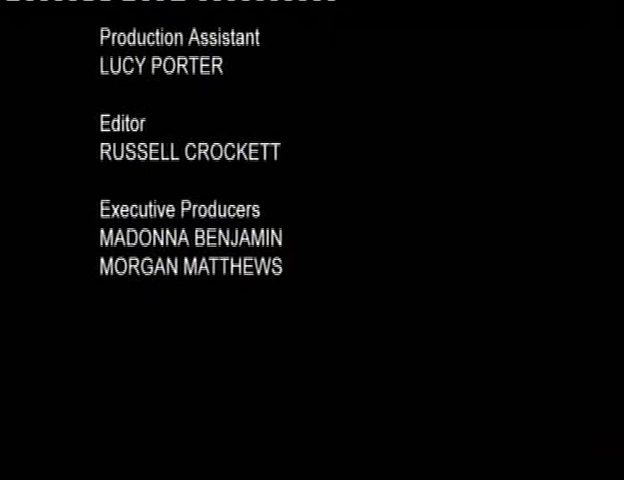 Production Assistant
LUCY PORTER
Editor
RUSSELL CROCKETT
Executive Producers
MADONNA BENJAMIN
MORGAN MATTHEWS